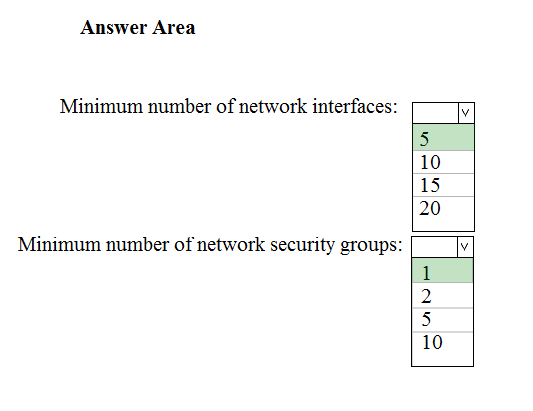 Answer Area
Minimum number of network interfaces:
5
10
15
20
Minimum number of network security groups:
1
2
5
10